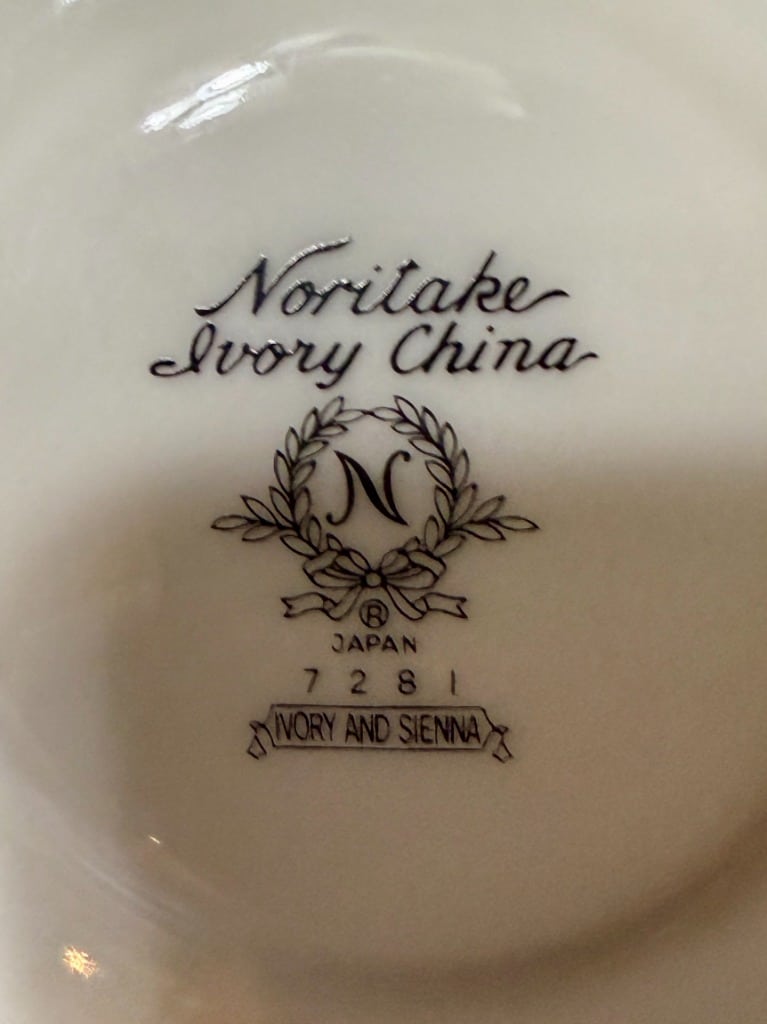 Noritake
Ivory China
N
®
JAPAN
7281
IVORY AND SIENNA